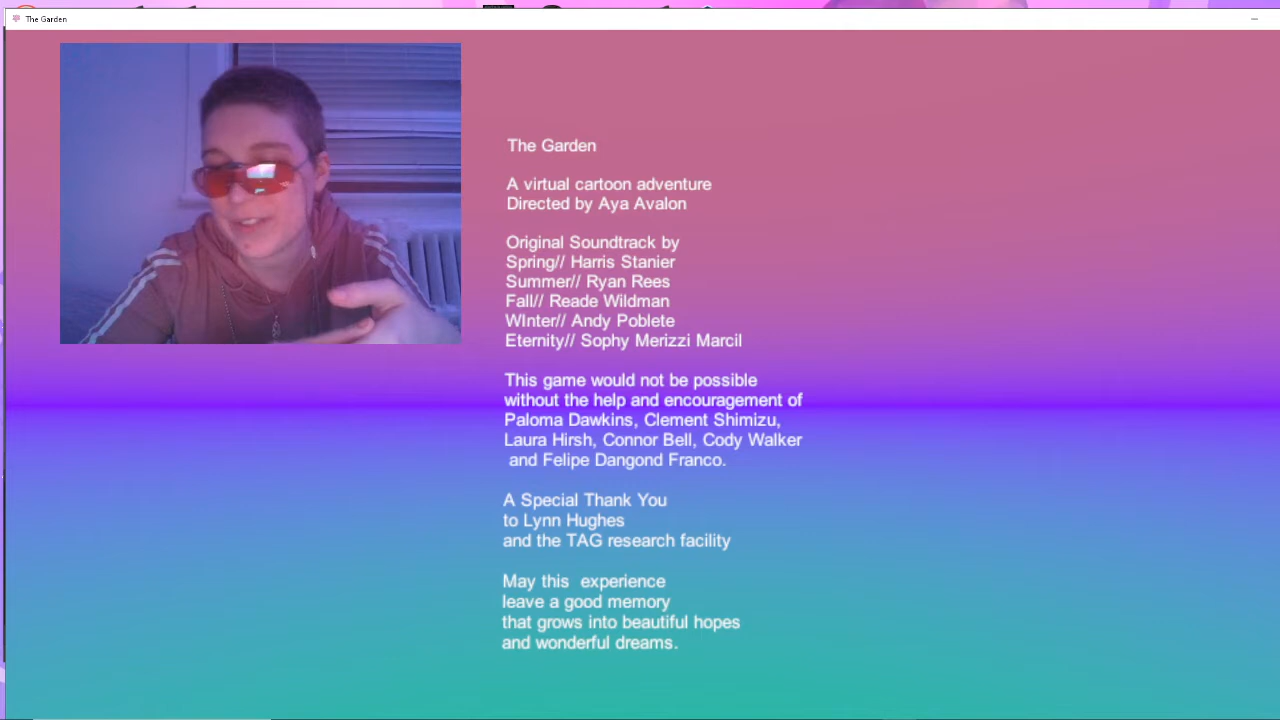 The Garden
The Garden
A virtual cartoon adventure
Directed by Aya Avalon
Original Soundtrack by
Spring// Harris Stanier
Summer// Ryan Rees
Fall// Reade Wildman
WInter// Andy Poblete
Eternity// Sophy Merizzi Marcil
This game would not be possible
without the help and encouragement of
Paloma Dawkins, Clement Shimizu,
Laura Hirsh, Connor Bell, Cody Walker
and Felipe Dangond Franco.
A Special Thank You
to Lynn Hughes
and the TAG research facility
May this  experience
leave a good memory
that grows into beautiful hopes
and wonderful dreams.